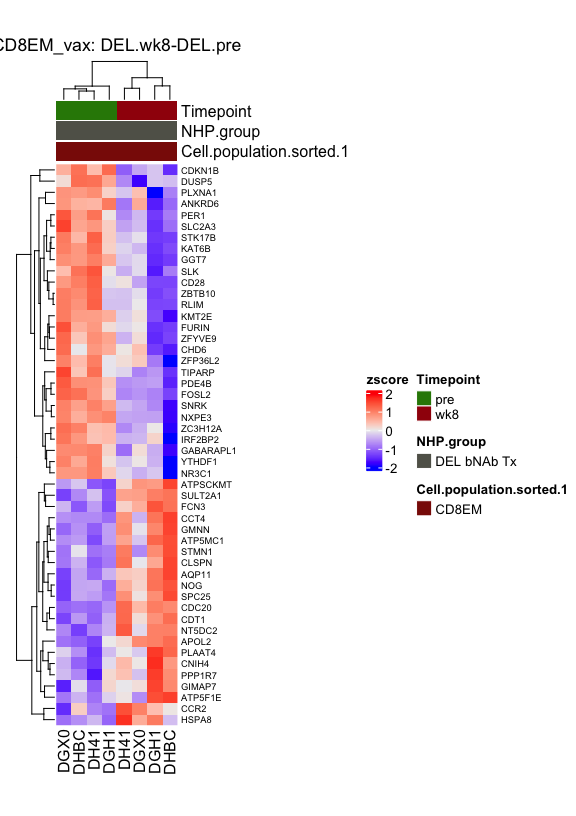 CD8EM_vax: DEL.wk8-DEL.pre
Timepoint
NHP.group
Cell.population.sorted.1
CDKN1B
DUSP5
PLXNA1
ANKRD6
PER1
SLC2A3
STK17B
KAT6B
GGT7
SLK
CD28
ZBTB10
RLIM
KMT2E
FURIN
ZFYVE9
CHD6
ZFP36L2
TIPARP
PDE4B
FOSL2
SNRK
NXPE3
ZC3H12A
IRF2BP2
GABARAPL1
YTHDF1
NR3C1
ATPSCKMT
SULT2A1
FCN3
CCT4
GMNN
ATP5MC1
STMN1
CLSPN
AQP11
NOG
SPC25
CDC20
CDT1
NT5DC2
APOL2
PLAAT4
CNIH4
PPP1R7
GIMAP7
ATP5F1E
CCR2
HSPA8
DGX0
DHBC
DH41
DGH1
DH41
DGX0
DGH1
DHBC
zscore
2
1
0
-1
-2
Timepoint
pre
wk8
NHP.group
DEL bNAb Tx
Cell.population.sorted.1
CD8EM